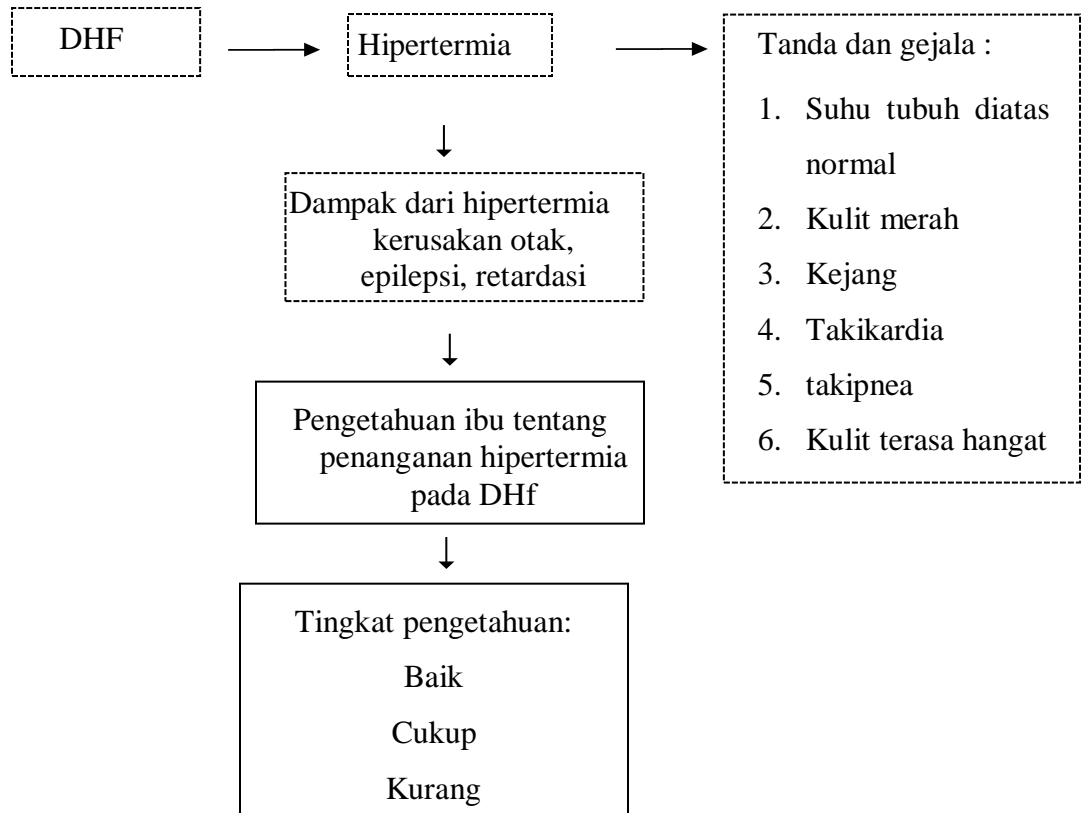 DHF
Hipertermia
Tanda dan gejala :
1. Suhu tubuh diatas
normal
2. Kulit merah
3. Kejang
4. Takikardia
5. takipnea
6. Kulit terasa hangat
Dampak dari hipertermia
kerusakan otak,
epilepsi, retardasi
Pengetahuan ibu tentang
penanganan hipertermia
pada DHf
Tingkat pengetahuan:
Baik
Cukup
Kurang